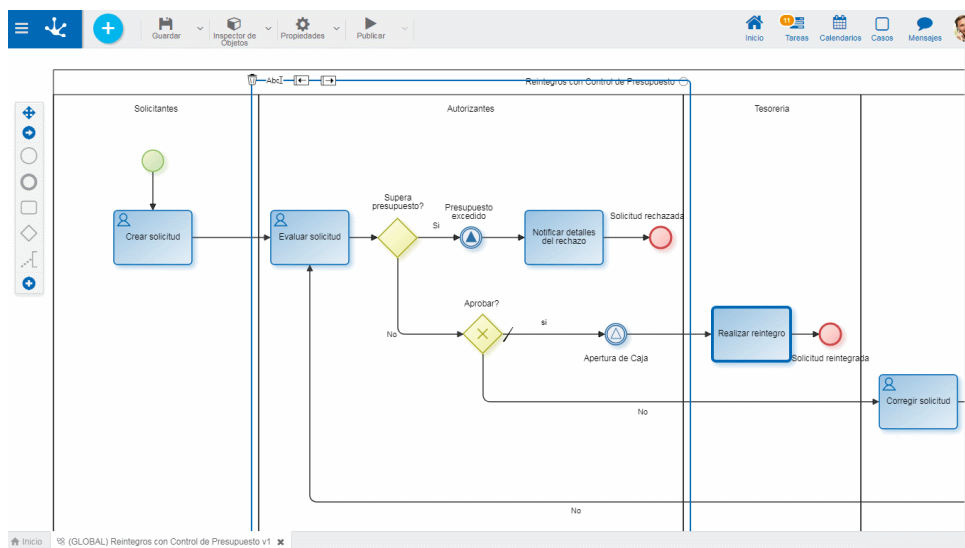 Guardar
Inspector de
Objetos
Propiedades
Publicar
Inicio
11
Tareas
Calendarios
Casos
Mensajes
Abc
Reintegros con Control de Presupuesto
Solicitantes
Autorizantes
Tesoreria
Supera
presupuesto?
Presupuesto
excedido
Si
Solicitud rechazada
Crear solicitud
Evaluar solicitud
Notificar detalles
del rechazo
Aprobar?
si
No
Realizar reintegro
Apertura de Caja
Solicitud reintegrada
Corregir solicitud
No
No
Inicio
(GLOBAL) Reintegros con Control de Presupuesto v1